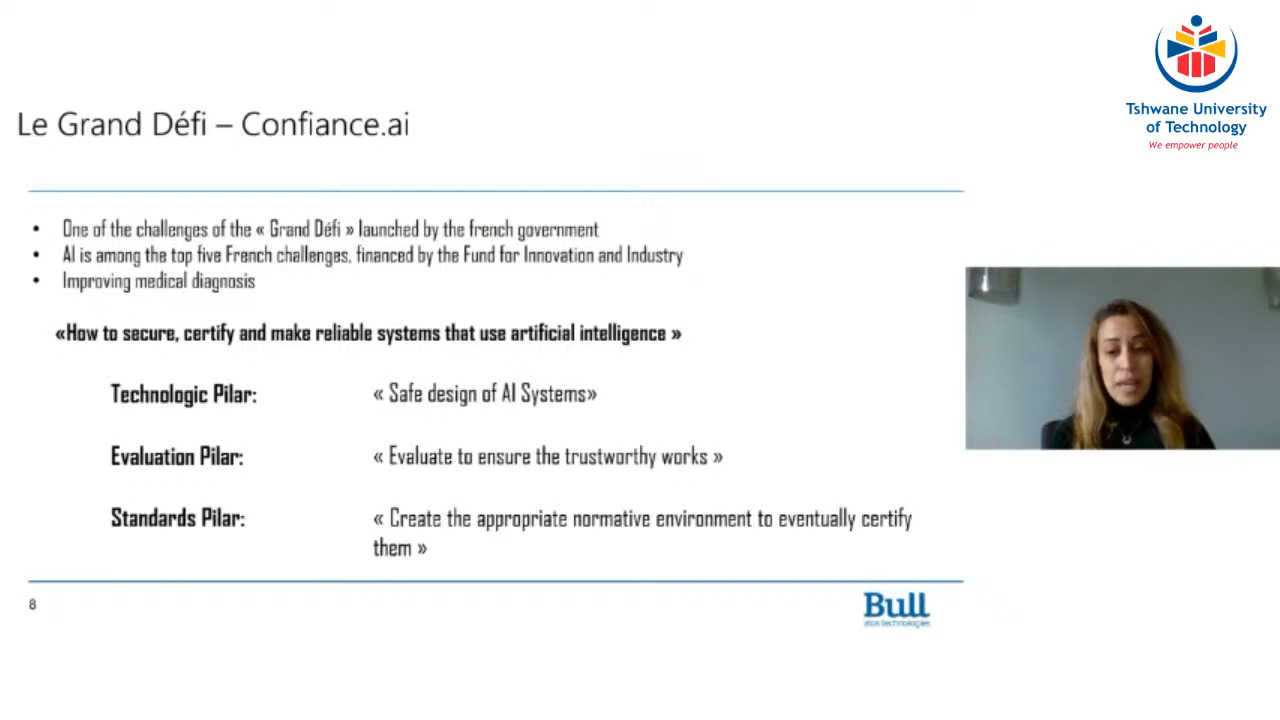 Tshwane University
of Technology
We empower people
Le Grand Défi – Confiance.ai
• One of the challenges of the « Grand Défi » launched by the french government
• AI is among the top five French challenges, financed by the Fund for Innovation and Industry
• Improving medical diagnosis
«How to secure, certify and make reliable systems that use artificial intelligence »
Technologic Pilar: « Safe design of AI Systems»
Evaluation Pilar: « Evaluate to ensure the trustworthy works »
Standards Pilar: « Create the appropriate normative environment to eventually certify
them »
8
Bull
atos technologies